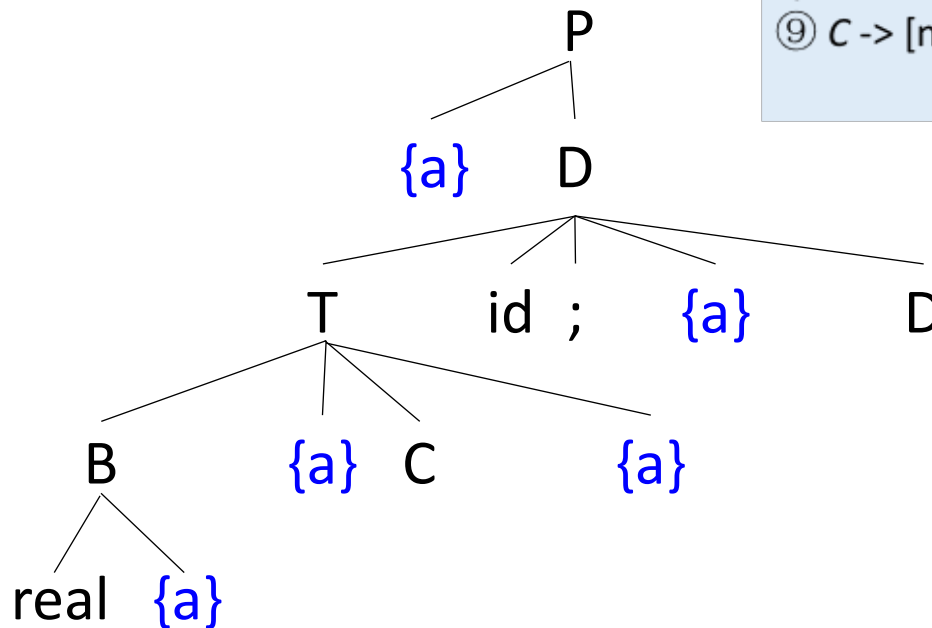 P
⑨ C -> [n
{a} D
T id ; {a} D
B {a} C {a}
real {a}